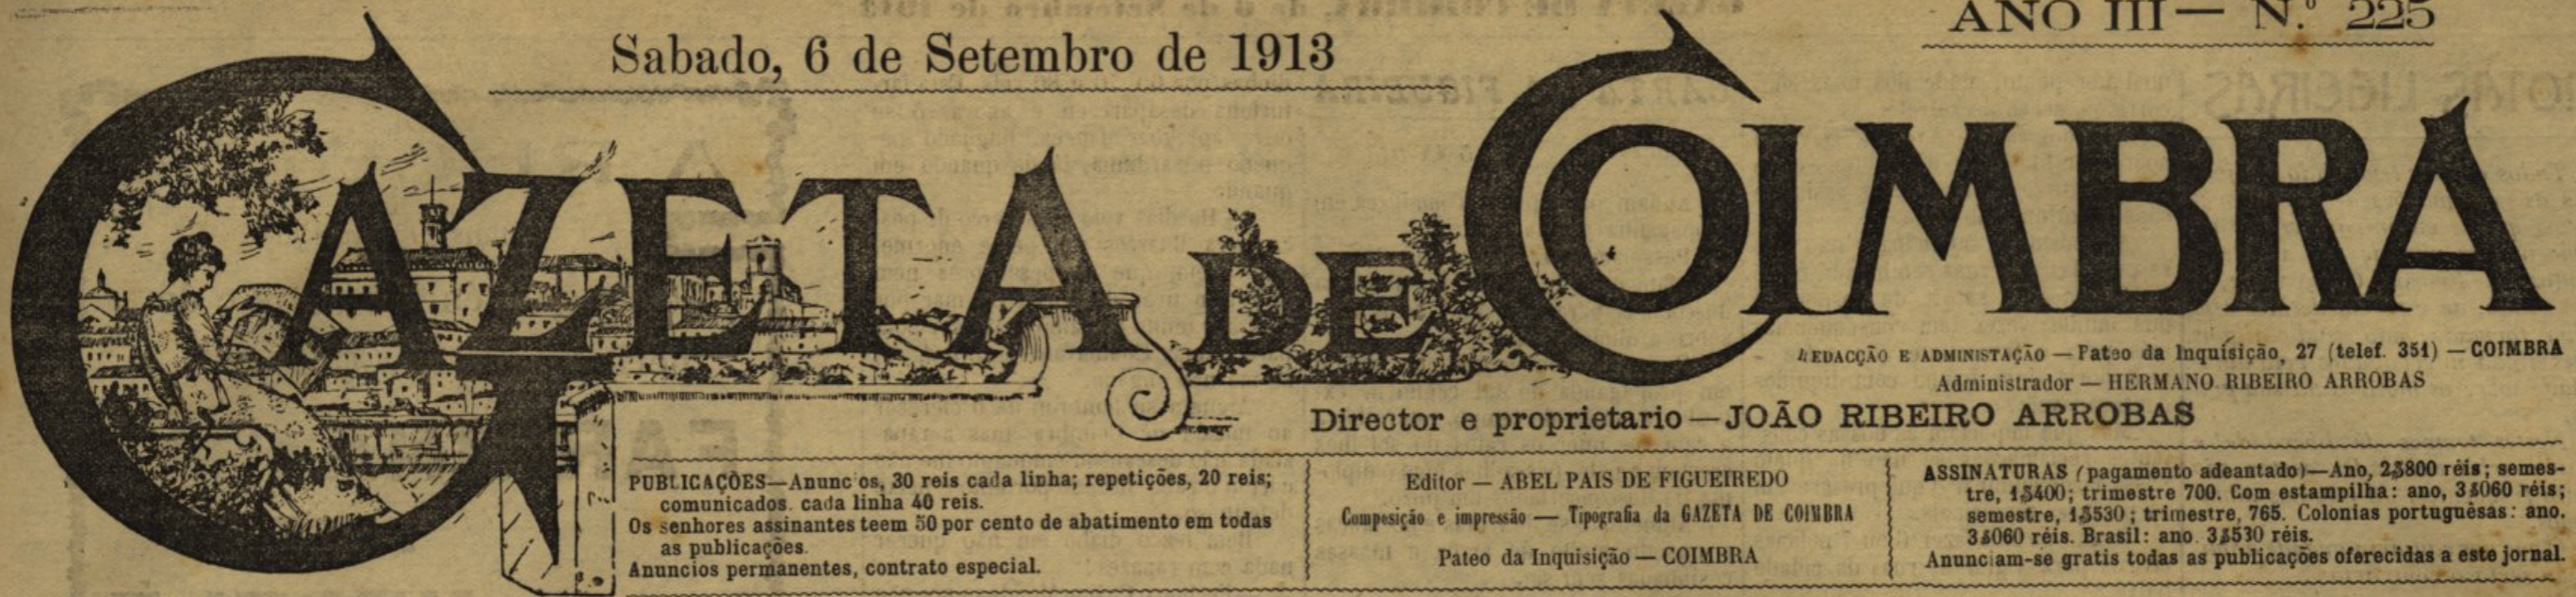 Sabado, 6 de Setembro de 1913
ANO III — N.º 225
GAZETA DE COIMBRA
REDACÇÃO E ADMINISTAÇÃO — Pateo da Inquisição, 27 (telef. 351) — COIMBRA
Administrador — HERMANO RIBEIRO ARROBAS
Director e proprietario — JOÃO RIBEIRO ARROBAS
PUBLICAÇÕES—Anuncios, 30 reis cada linha; repetições, 20 reis;
comunicados. cada linha 40 reis.
Os senhores assinantes teem 50 por cento de abatimento em todas
as publicações.
Anuncios permanentes, contrato especial.
Editor — ABEL PAIS DE FIGUEIREDO
Composição e impressão — Tipografia da GAZETA DE COIMBRA
Pateo da Inquisição — COIMBRA
ASSINATURAS (pagamento adeantado)—Ano, 2$800 réis; semes-
tre, 1$400; trimestre 700. Com estampilha: ano, 3$060 réis;
semestre, 1$530; trimestre, 765. Colonias portuguêsas: ano.
3$060 réis. Brasil: ano 3$530 réis.
Anunciam-se gratis todas as publicações oferecidas a este jornal.